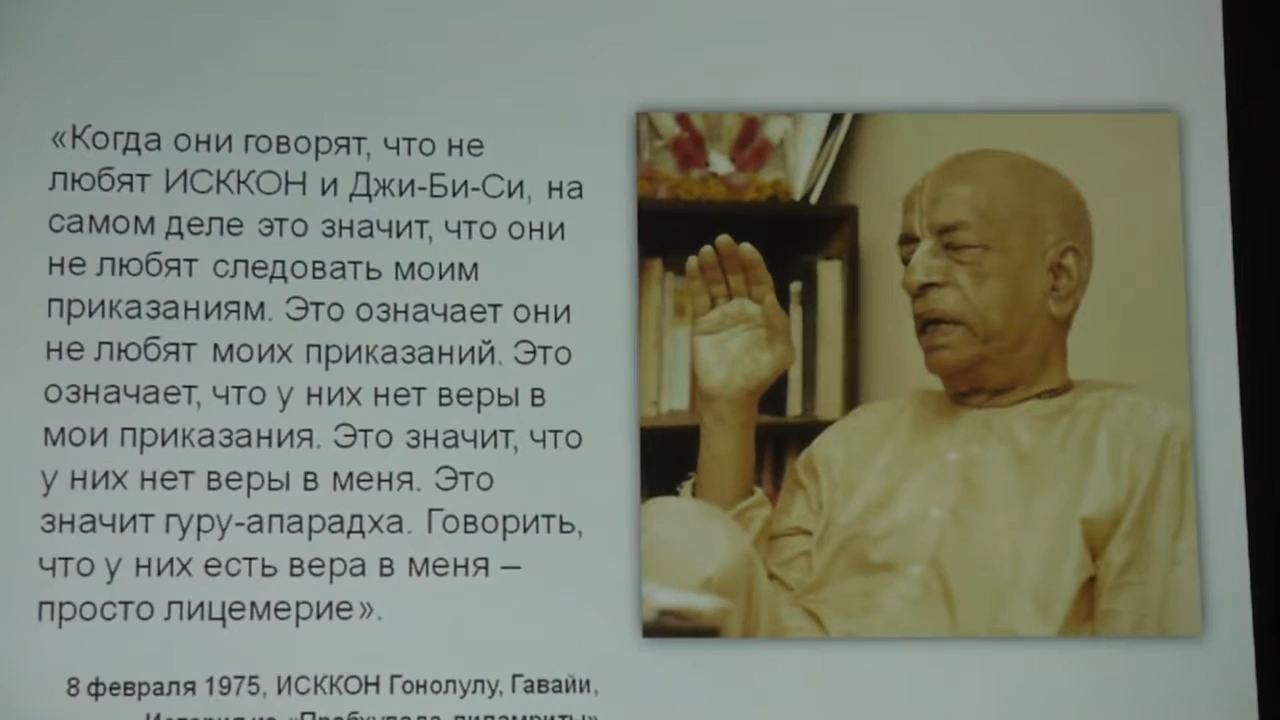 «Когда они говорят, что не
любят ИСККОН и Джи-Би-Си, на
самом деле это значит, что они
не любят следовать моим
приказаниям. Это означает они
не любят моих приказаний. Это
означает, что у них нет веры в
мои приказания. Это значит, что
у них нет веры в меня. Это
значит гуру-апарадха. Говорить,
что у них есть вера в меня –
просто лицемерие».
8 февраля 1975, ИСККОН Гонолулу, Гавайи,